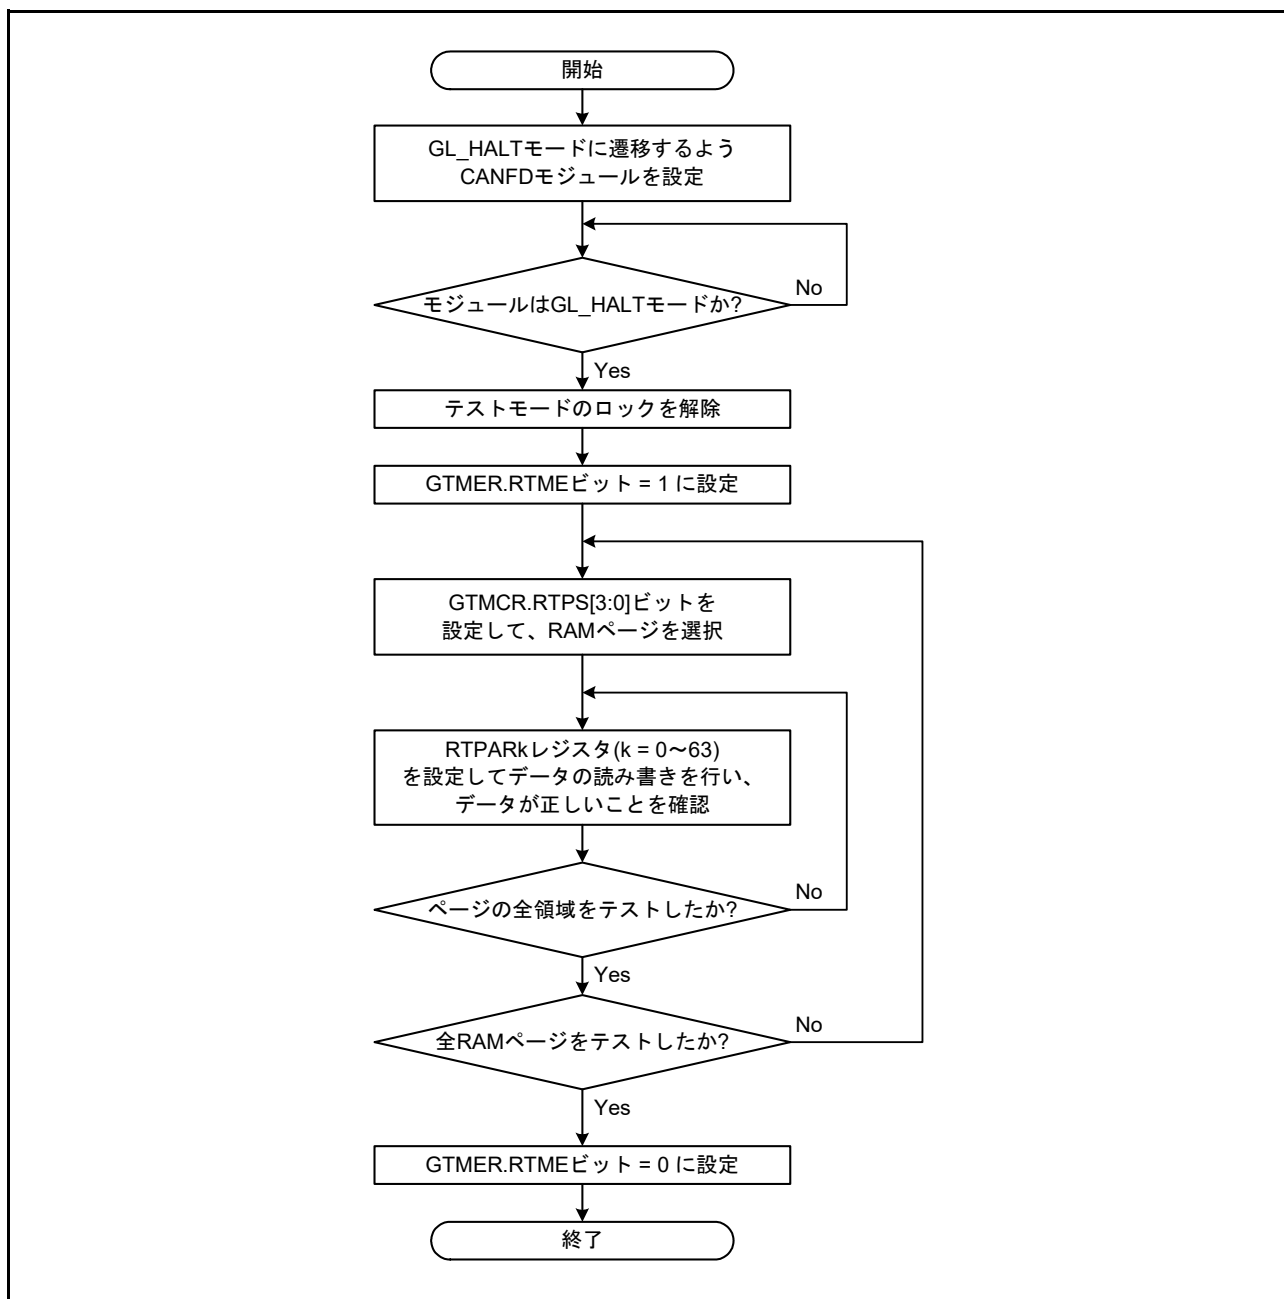 開始
GL_HALTモードに遷移するよう
CANFDモジュールを設定
モジュールはGL_HALTモードか?
No
Yes
テストモードのロックを解除
GTMER.RTMEビット = 1 に設定
GTMCR.RTPS[3:0]ビットを
設定して、RAMページを選択
RTPARkレジスタ(k = 0～63)
を設定してデータの読み書きを行い、
データが正しいことを確認
ページの全領域をテストしたか?
No
Yes
全RAMページをテストしたか?
No
Yes
GTMER.RTMEビット = 0 に設定
終了